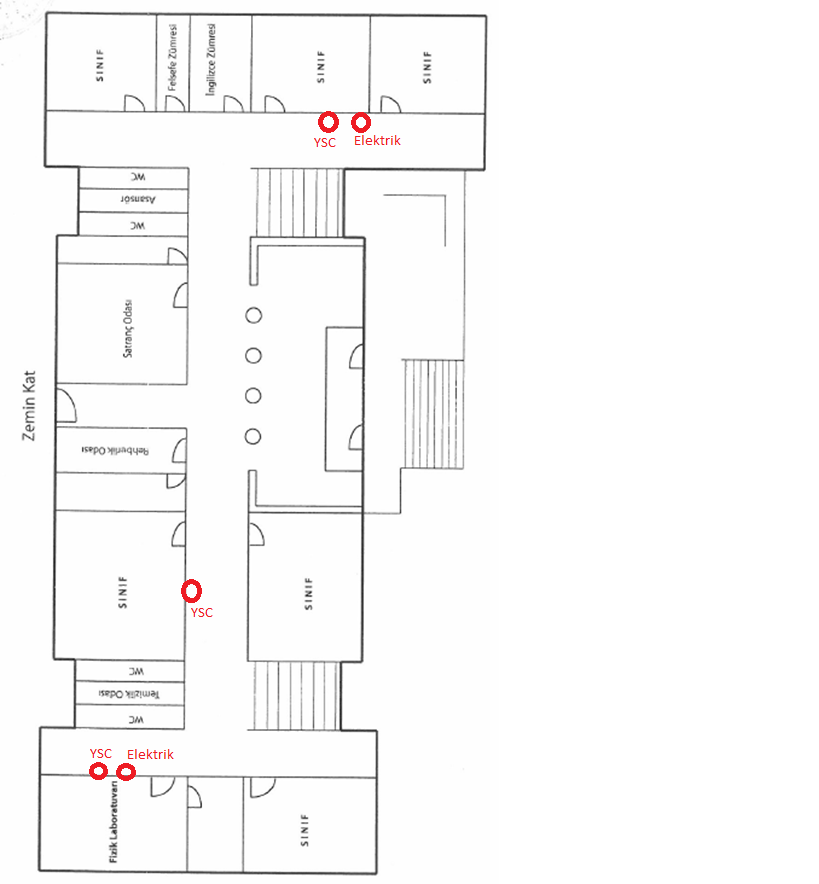 SINIF
Felsefe Zümresi
İngilizce Zümresi
SINIF
SINIF
YSC
Elektrik
WC
Asansör
WC
Satranç Odası
Zemin Kat
Rehberlik Odası
SINIF
SINIF
YSC
WC
Temizlik Odası
WC
YSC
Elektrik
Fizik Laboratuvarı
SINIF